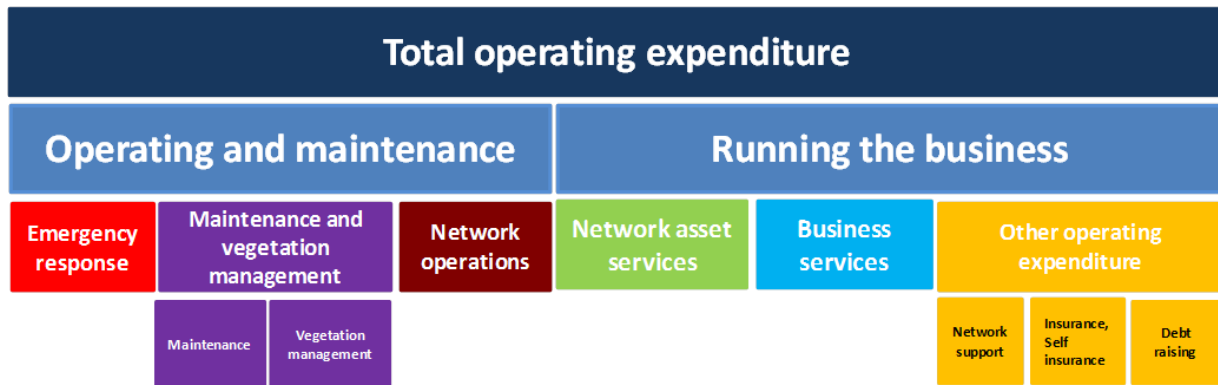 Total operating expenditure
Operating and maintenance
Running the business
Emergency
response
Maintenance and
vegetation
management
Network
operations
Network asset
services
Business
services
Other operating
expenditure
Maintenance
Vegetation
management
Network
support
Insurance,
Self
insurance
Debt
raising